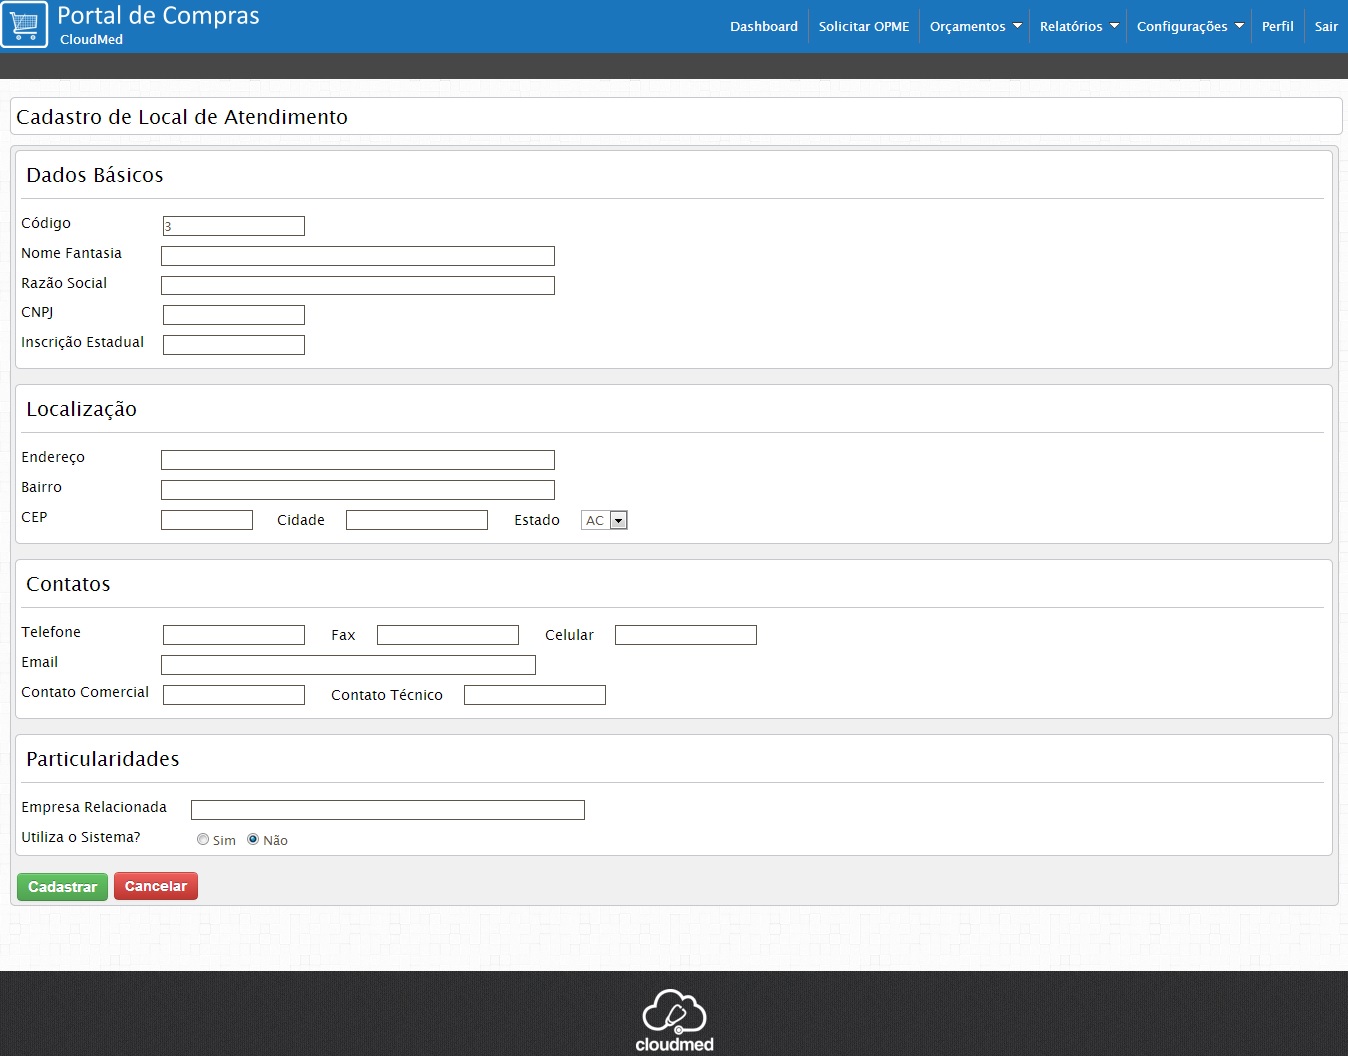 Portal de Compras
CloudMed
Dashboard Solicitar OPME Orçamentos Relatórios Configurações Perfil Sair
Cadastro de Local de Atendimento
Dados Básicos
Código 3
Nome Fantasia
Razão Social
CNPJ
Inscrição Estadual
Localização
Endereço
Bairro
CEP Cidade Estado AC
Contatos
Telefone Fax Celular
Email
Contato Comercial Contato Técnico
Particularidades
Empresa Relacionada
Utiliza o Sistema? Sim Não
Cadastrar Cancelar
cloudmed